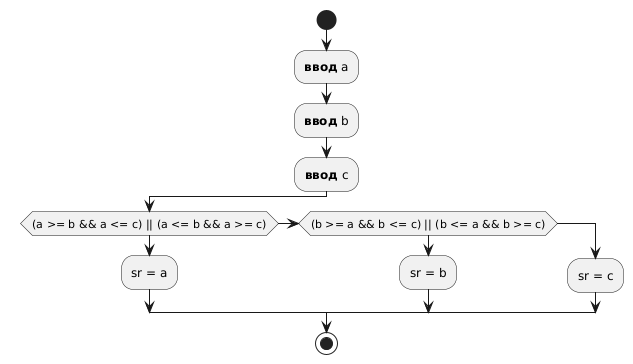 ввод a
ввод b
ввод c
(a >= b && a <= c) || (a <= b && a >= c)
(b >= a && b <= c) || (b <= a && b >= c)
sr = a
sr = b
sr = c